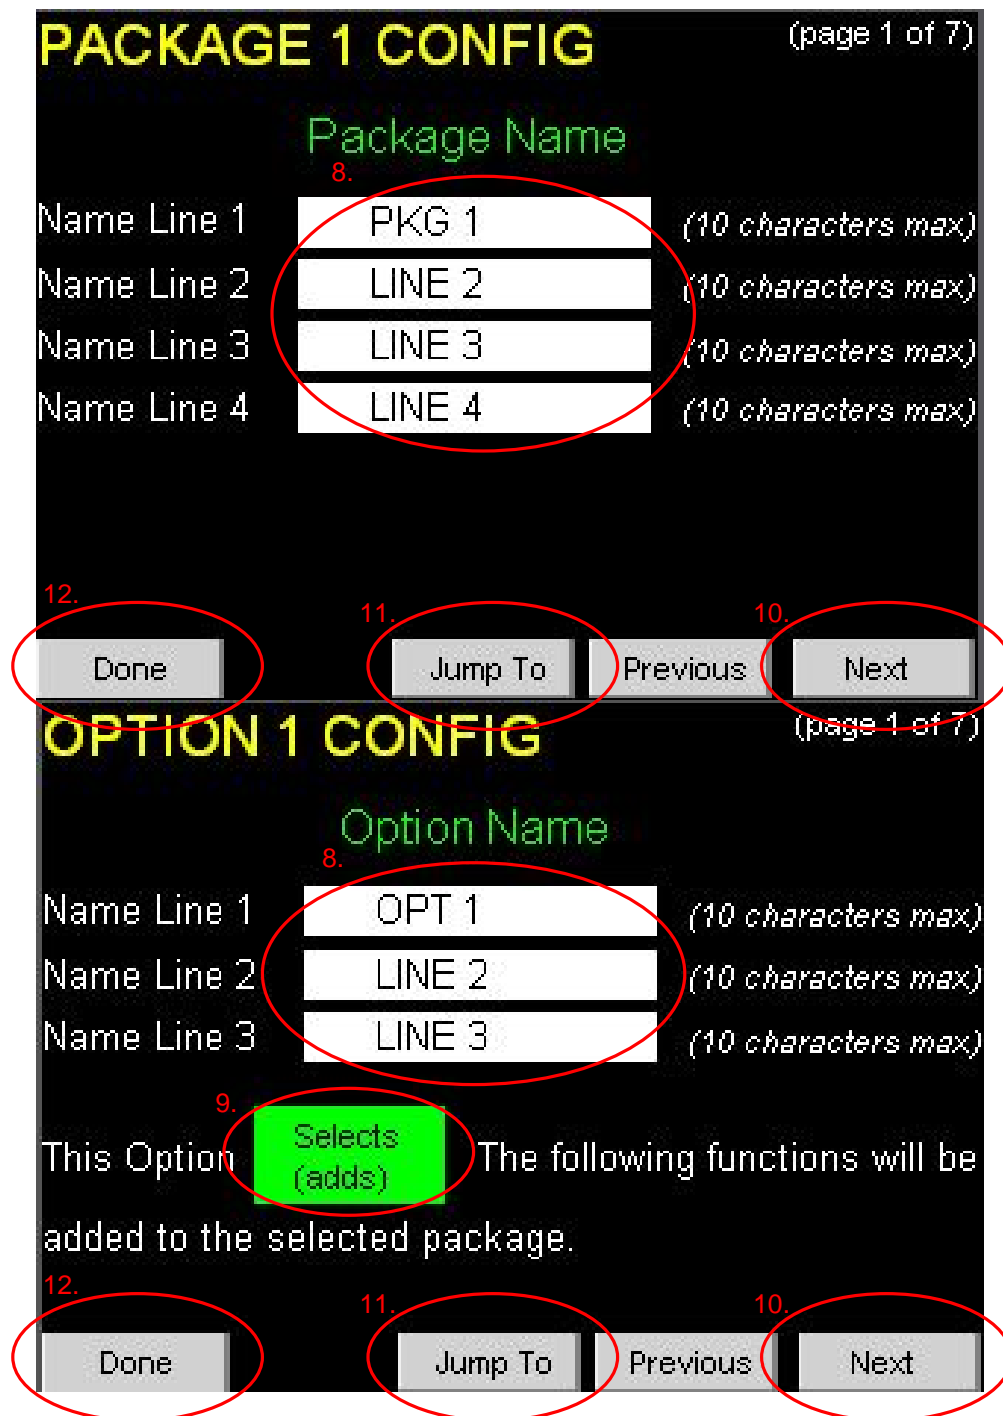 PACKAGE 1 CONFIG (page 1 of 7)
Package Name
8.
Name Line 1 PKG 1 (10 characters max)
Name Line 2 LINE 2 (10 characters max)
Name Line 3 LINE 3 (10 characters max)
Name Line 4 LINE 4 (10 characters max)
12. 11. 10.
Done Jump To Previous Next
OPTION 1 CONFIG (page 1 of 7)
Option Name
8.
Name Line 1 OPT 1 (10 characters max)
Name Line 2 LINE 2 (10 characters max)
Name Line 3 LINE 3 (10 characters max)
9.
This Option Selects (adds) The following functions will be
added to the selected package.
12. 11. 10.
Done Jump To Previous Next